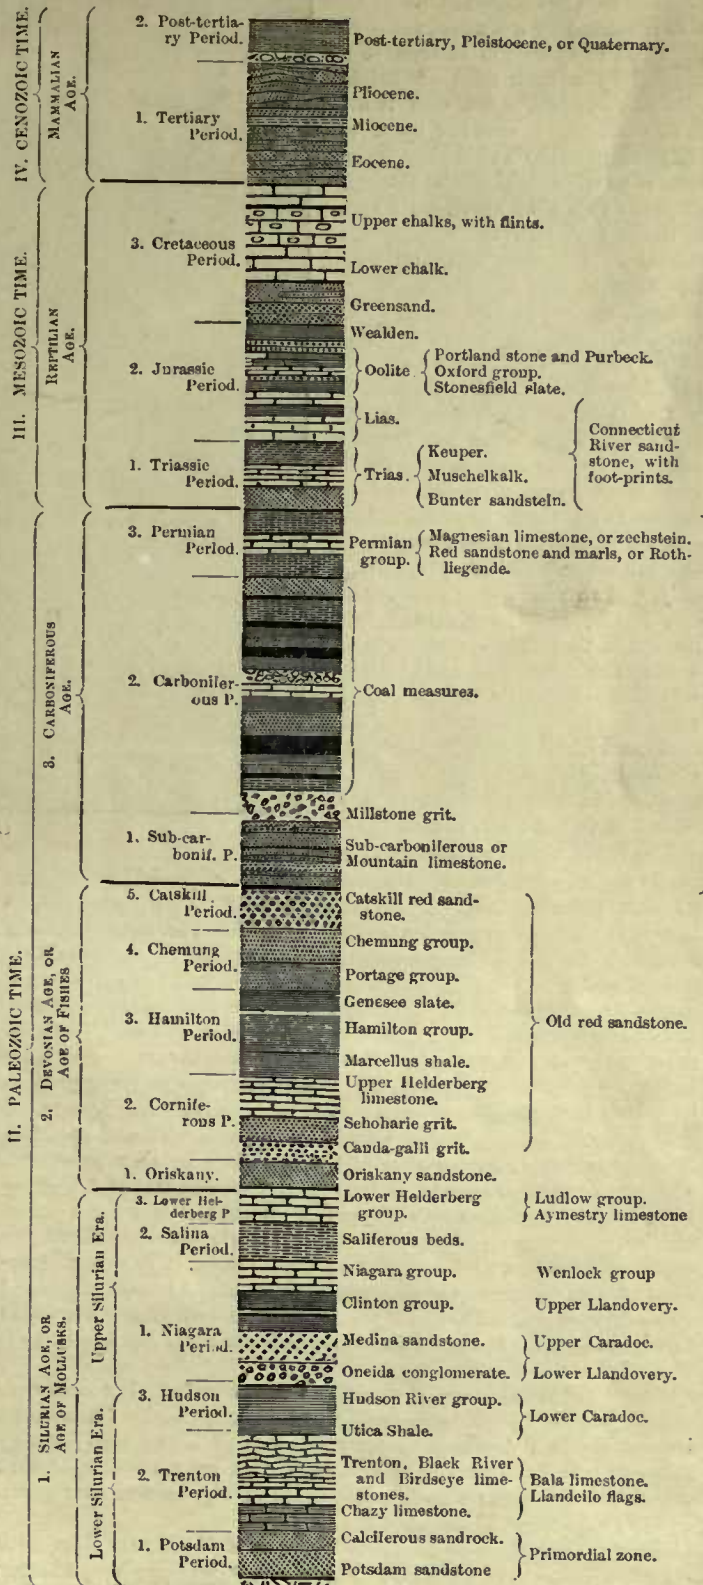 IV. CENOZOIC TIME.
MAMMALIAN
AGE.
2. Post-tertia-
ry Period.
Post-tertiary, Pleistocene, or Quaternary.
1. Tertiary
Period.
Pliocene.
Miocene.
Eocene.
III. MESOZOIC TIME.
REPTILIAN
AGE.
3. Cretaceous
Period.
Upper chalks, with flints.
Lower chalk.
Greensand.
2. Jurassic
Period.
Wealden.
Oolite
Portland stone and Purbeck.
Oxford group.
Stonesfield slate.
Lias.
1. Triassic
Period.
Trias.
Keuper.
Muschelkalk.
Bunter sandstein.
Connecticut
River sand-
stone, with
foot-prints.
II. PALEOZOIC TIME.
3. CARBONIFEROUS
AGE.
3. Permian
Period.
Permian
group.
Magnesian limestone, or zechstein.
Red sandstone and marls, or Roth-
liegende.
2. Carbonifer-
ous P.
Coal measures.
Millstone grit.
1. Sub-car-
bonif. P.
Sub-carboniferous or
Mountain limestone.
2. DEVONIAN AGE, OR
AGE OF FISHES
5. Catskill
Period.
Catskill red sand-
stone.
4. Chemung
Period.
Chemung group.
Portage group.
3. Hamilton
Period.
Genesee slate.
Hamilton group.
Marcellus shale.
2. Cornife-
rous P.
Upper Helderberg
limestone.
Schoharie grit.
Cauda-galli grit.
Old red sandstone.
1. Oriskany.
Oriskany sandstone.
1. SILURIAN AGE, OR
AGE OF MOLLUSKS.
Upper Silurian Era.
3. Lower Hel-
derberg P
Lower Helderberg
group.
Ludlow group.
Aymestry limestone
2. Salina
Period.
Saliferous beds.
1. Niagara
Period.
Niagara group.
Wenlock group
Clinton group.
Upper Llandovery.
Medina sandstone.
Upper Caradoc.
Oneida conglomerate.
Lower Llandovery.
Lower Silurian Era.
3. Hudson
Period.
Hudson River group.
Utica Shale.
Lower Caradoc.
2. Trenton
Period.
Trenton, Black River
and Birdseye lime-
stones.
Chazy limestone.
Bala limestone.
Llandeilo flags.
1. Potsdam
Period.
Calciferous sandrock.
Potsdam sandstone
Primordial zone.